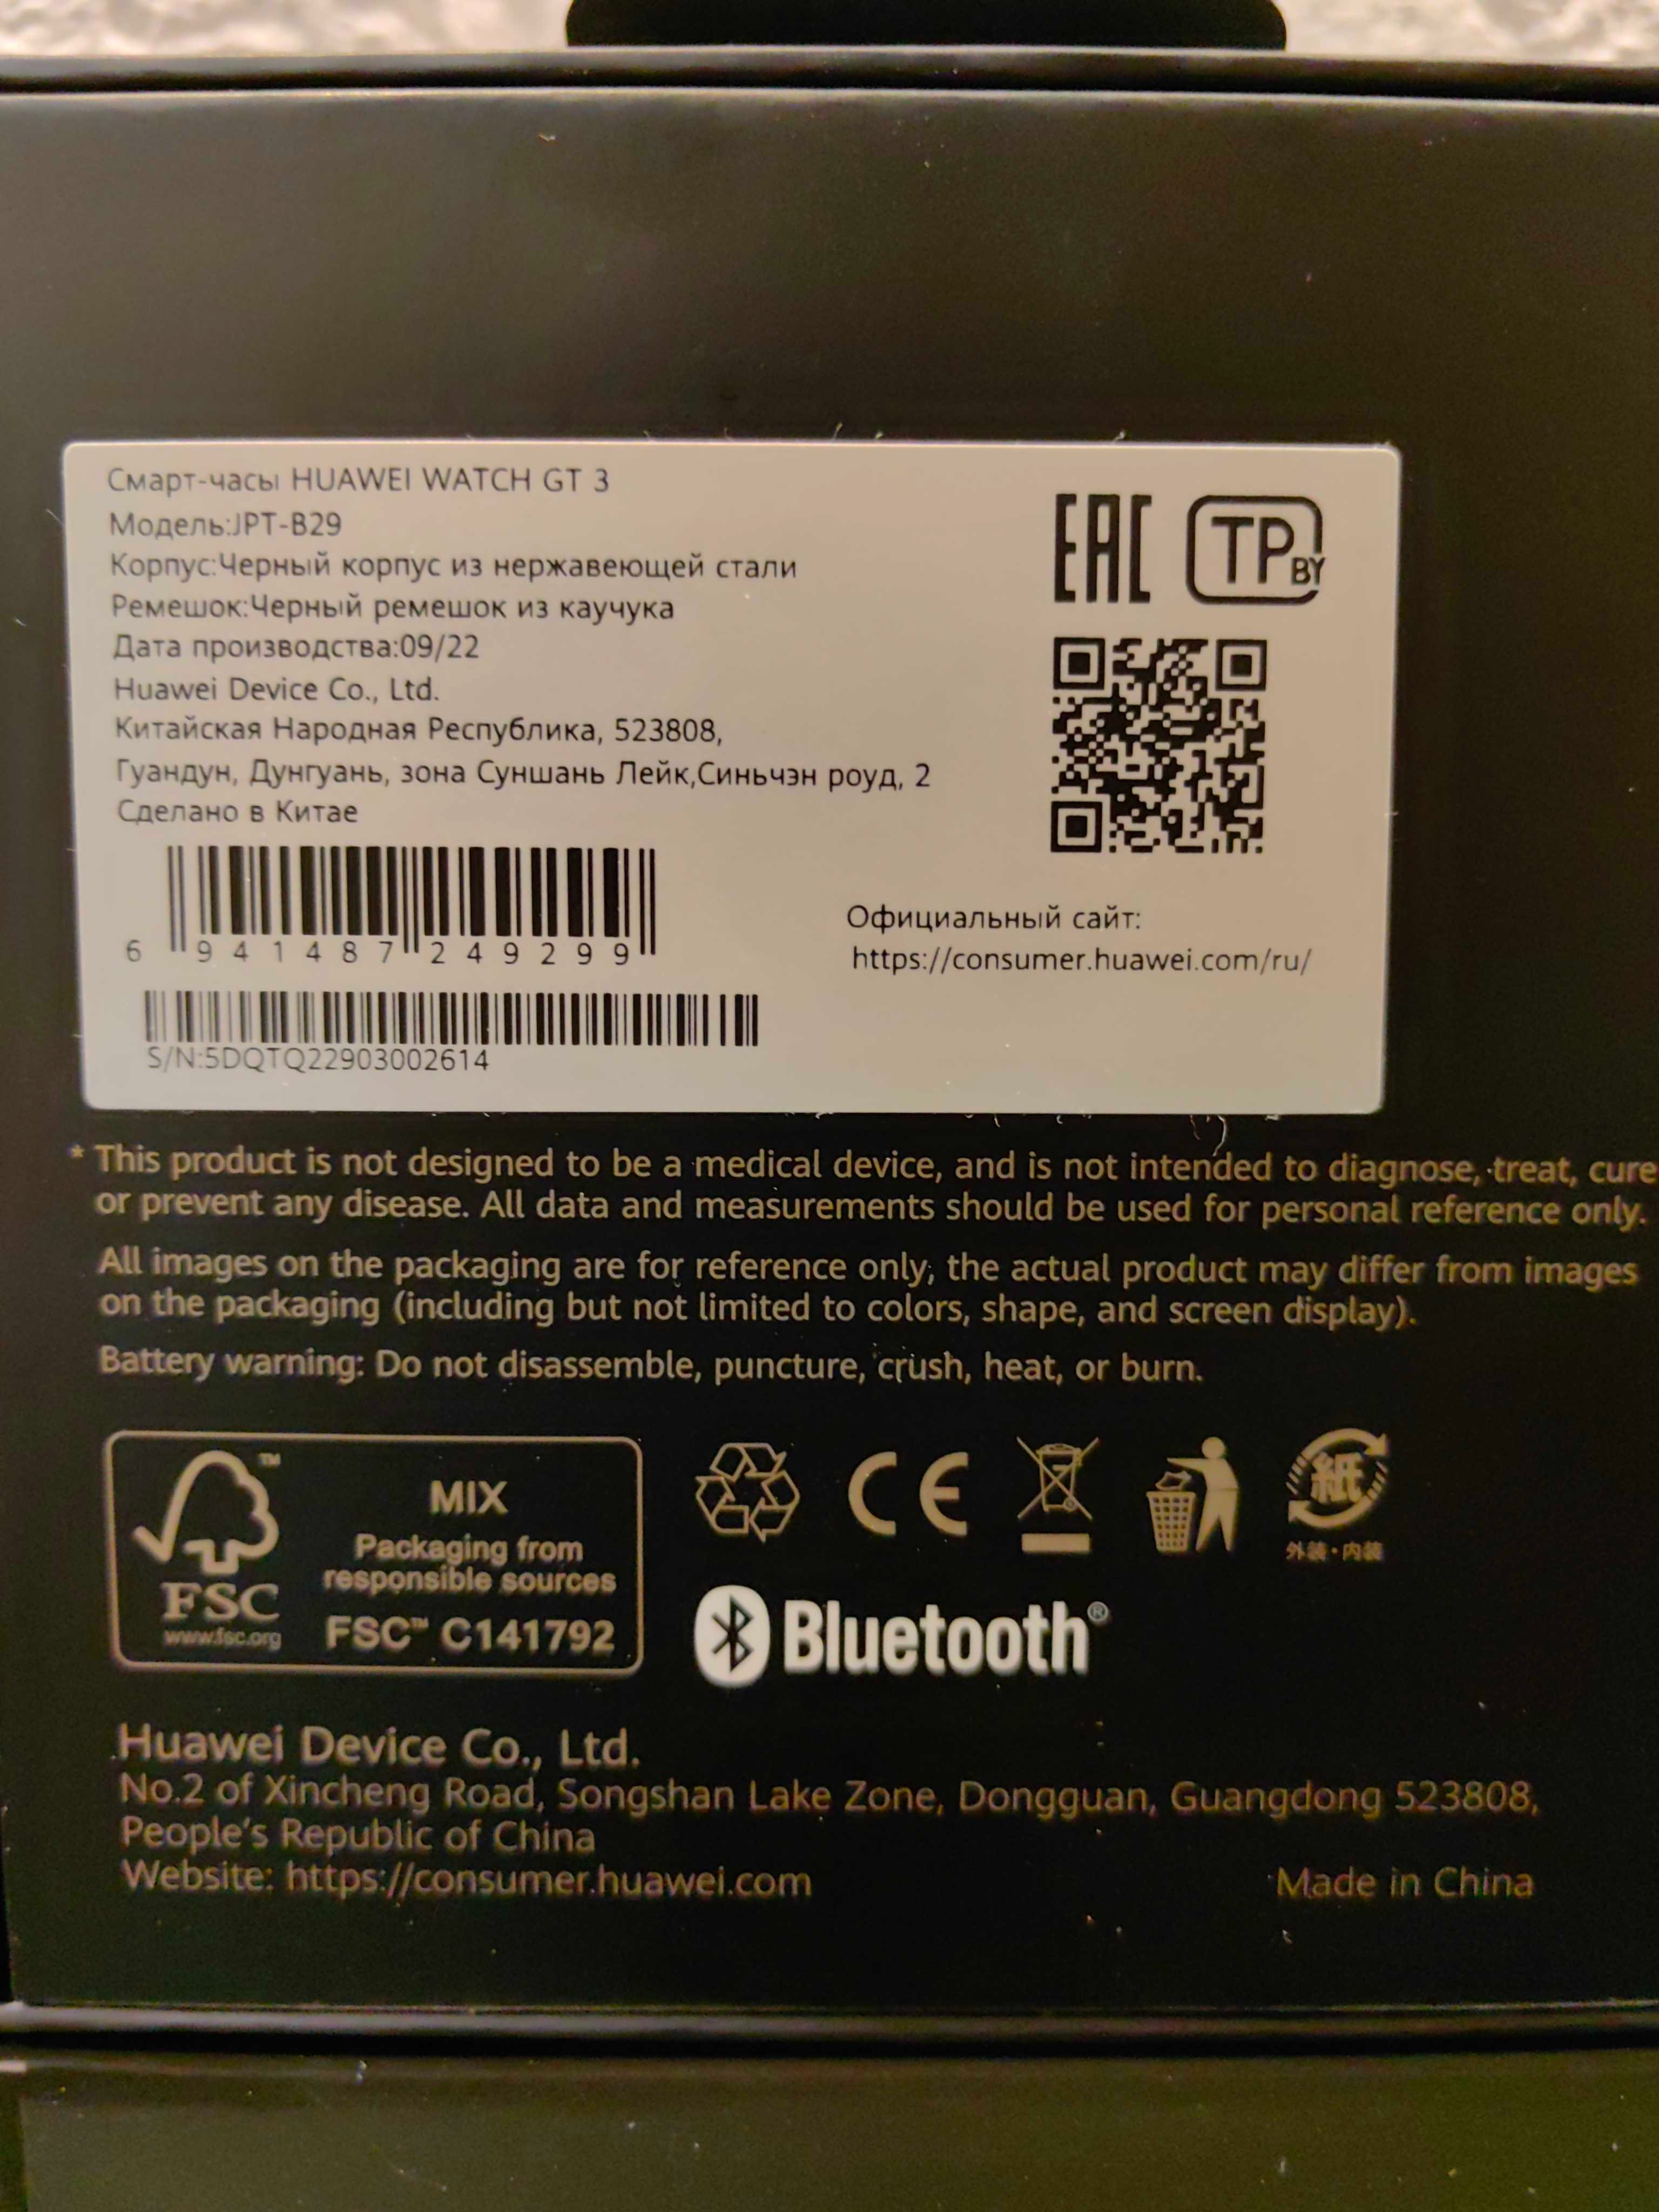 Смарт-часы HUAWEI WATCH GT 3
Модель:JPT-B29
Корпус:Черный корпус из нержавеющей стали
Ремешок:Черный ремешок из каучука
Дата производства:09/22
Huawei Device Co., Ltd.
Китайская Народная Республика, 523808,
Гуандун, Дунгуань, зона Суншань Лейк,Синьчэн роуд, 2
Сделано в Китае
6 941487 249299
S/N:5DQTQ22903002614
EAC TP BY
Официальный сайт:
https://consumer.huawei.com/ru/
* This product is not designed to be a medical device, and is not intended to diagnose, treat, cure
or prevent any disease. All data and measurements should be used for personal reference only.
All images on the packaging are for reference only, the actual product may differ from images
on the packaging (including but not limited to colors, shape, and screen display).
Battery warning: Do not disassemble, puncture, crush, heat, or burn.
TM
FSC
www.fsc.org
MIX
Packaging from
responsible sources
FSC™ C141792
CE
紙
外装・内装
Bluetooth®
Huawei Device Co., Ltd.
No.2 of Xincheng Road, Songshan Lake Zone, Dongguan, Guangdong 523808,
People's Republic of China
Website: https://consumer.huawei.com
Made in China